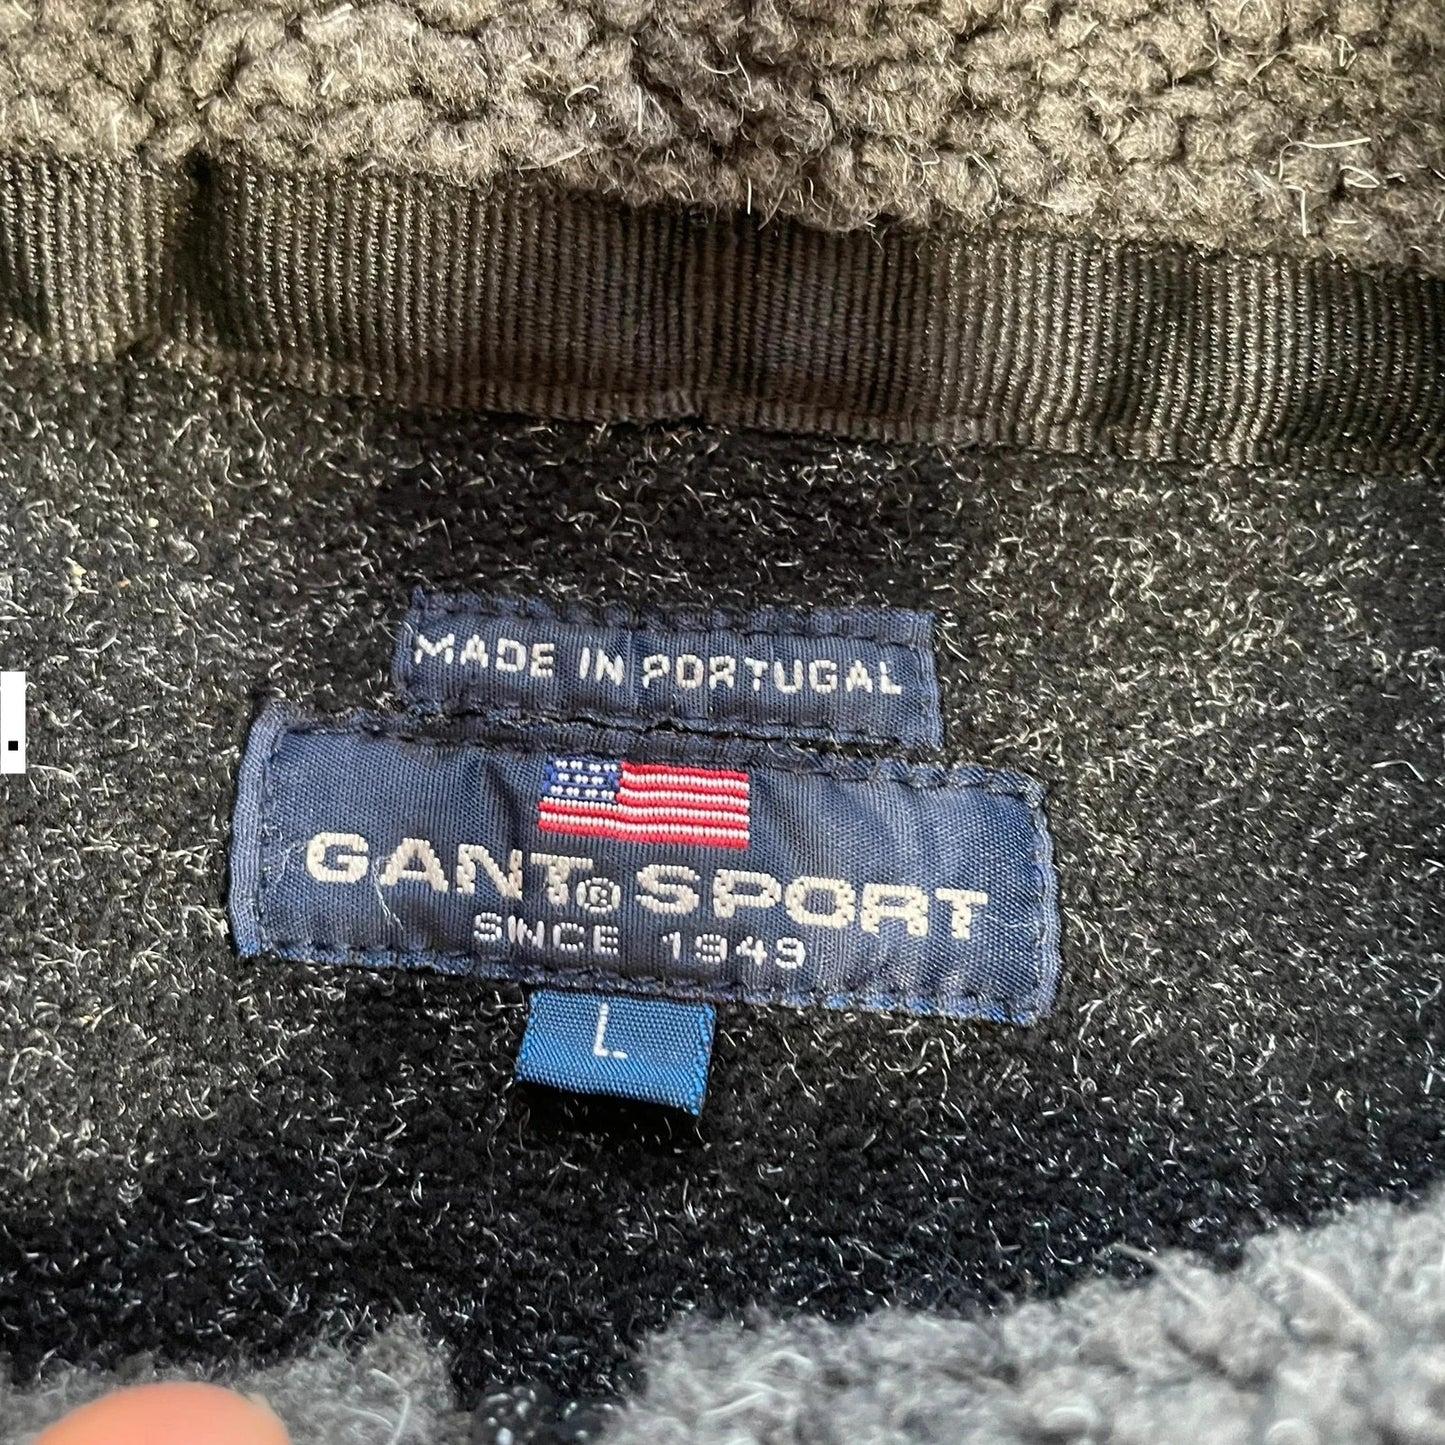 MADE IN PORTUGAL
GANT® SPORT
SINCE 1949
L